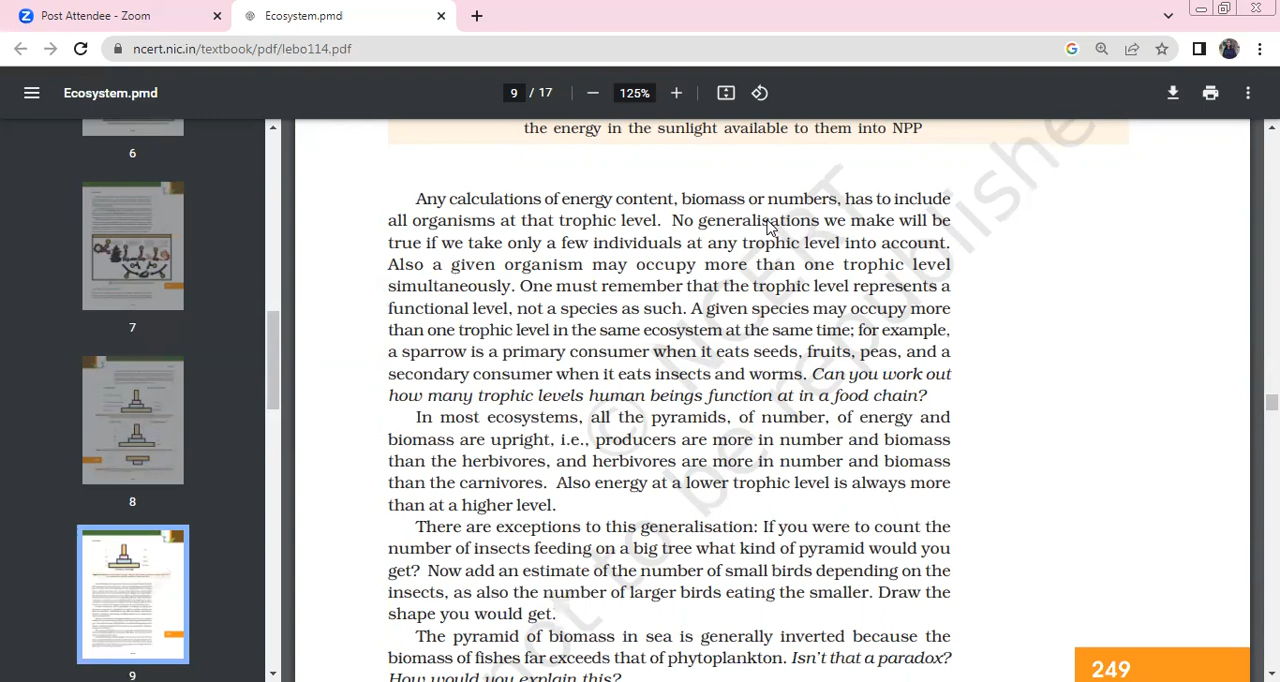 Post Attendee - Zoom
Ecosystem.pmd
ncert.nic.in/textbook/pdf/lebo114.pdf
Ecosystem.pmd
9 / 17
125%
6
7
8
9
the energy in the sunlight available to them into NPP
Any calculations of energy content, biomass or numbers, has to include
all organisms at that trophic level. No generalisations we make will be
true if we take only a few individuals at any trophic level into account.
Also a given organism may occupy more than one trophic level
simultaneously. One must remember that the trophic level represents a
functional level, not a species as such. A given species may occupy more
than one trophic level in the same ecosystem at the same time; for example,
a sparrow is a primary consumer when it eats seeds, fruits, peas, and a
secondary consumer when it eats insects and worms. Can you work out
how many trophic levels human beings function at in a food chain?
In most ecosystems, all the pyramids, of number, of energy and
biomass are upright, i.e., producers are more in number and biomass
than the herbivores, and herbivores are more in number and biomass
than the carnivores. Also energy at a lower trophic level is always more
than at a higher level.
There are exceptions to this generalisation: If you were to count the
number of insects feeding on a big tree what kind of pyramid would you
get? Now add an estimate of the number of small birds depending on the
insects, as also the number of larger birds eating the smaller. Draw the
shape you would get.
The pyramid of biomass in sea is generally inverted because the
biomass of fishes far exceeds that of phytoplankton. Isn't that a paradox?
How would you explain this?
249
© NCERT
not to be republished